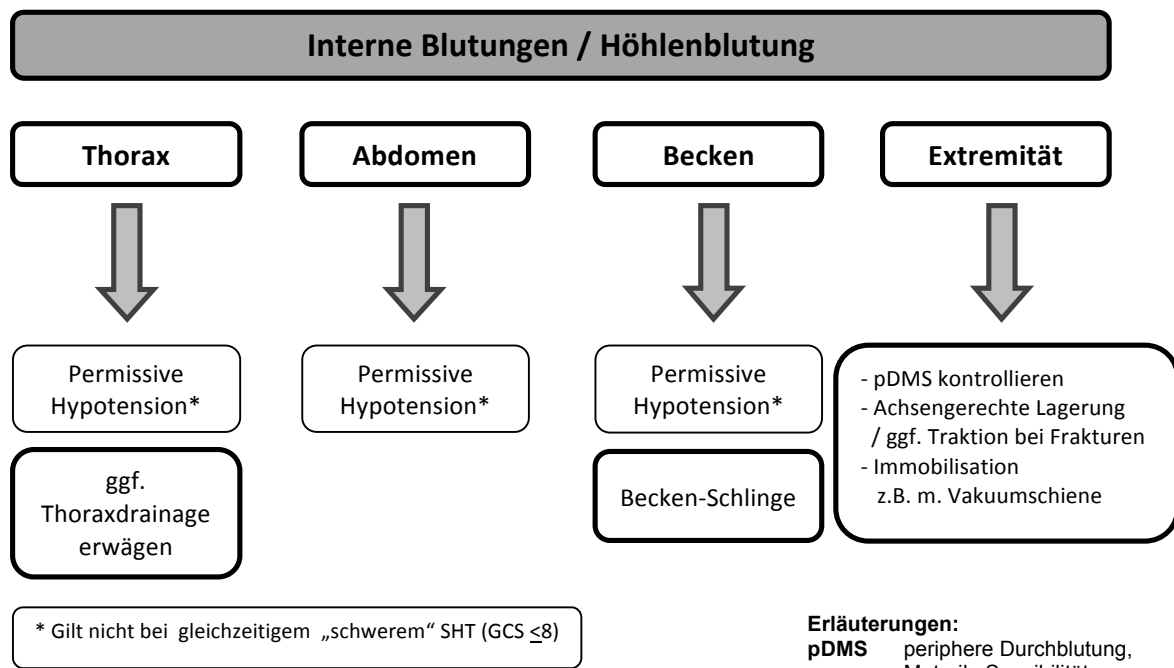 Interne Blutungen / Höhlenblutung
Thorax
Abdomen
Becken
Extremität
Permissive
Hypotension*
ggf.
Thoraxdrainage
erwägen
Permissive
Hypotension*
Permissive
Hypotension*
Becken-Schlinge
- pDMS kontrollieren
- Achsengerechte Lagerung
/ ggf. Traktion bei Frakturen
- Immobilisation
z.B. m. Vakuumschiene
* Gilt nicht bei gleichzeitigem „schwerem“ SHT (GCS <8)
Erläuterungen:
pDMS periphere Durchblutung,